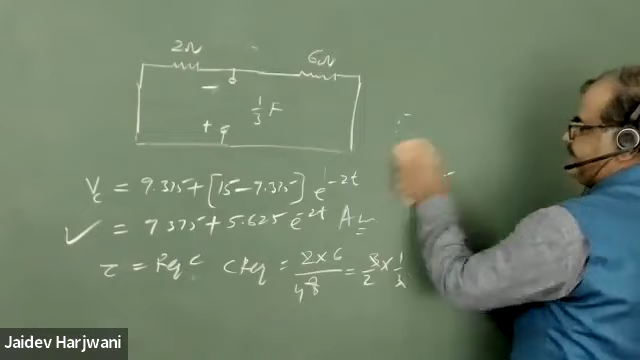 2Ω 6Ω
−
1/3 F
+
Vc = 9.375 + [15 − 9.375] e^−2t
✓ = 9.375 + 5.625 e^−2t Ans
τ = Req C C Req = 2 × 6 / 8 =
Jaidev Harjwani